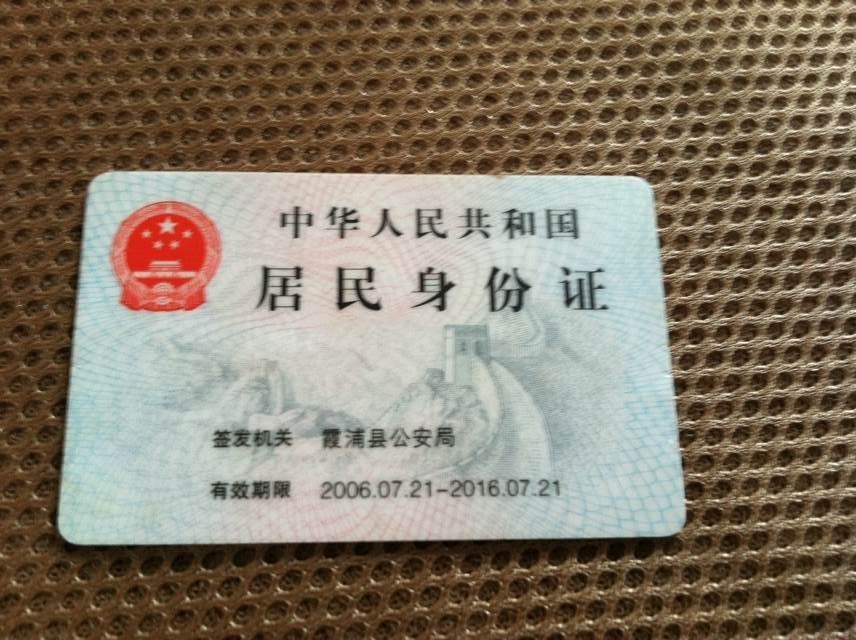 中华人民共和国
居民身份证
签发机关 霞浦县公安局
有效期限 2006.07.21-2016.07.21